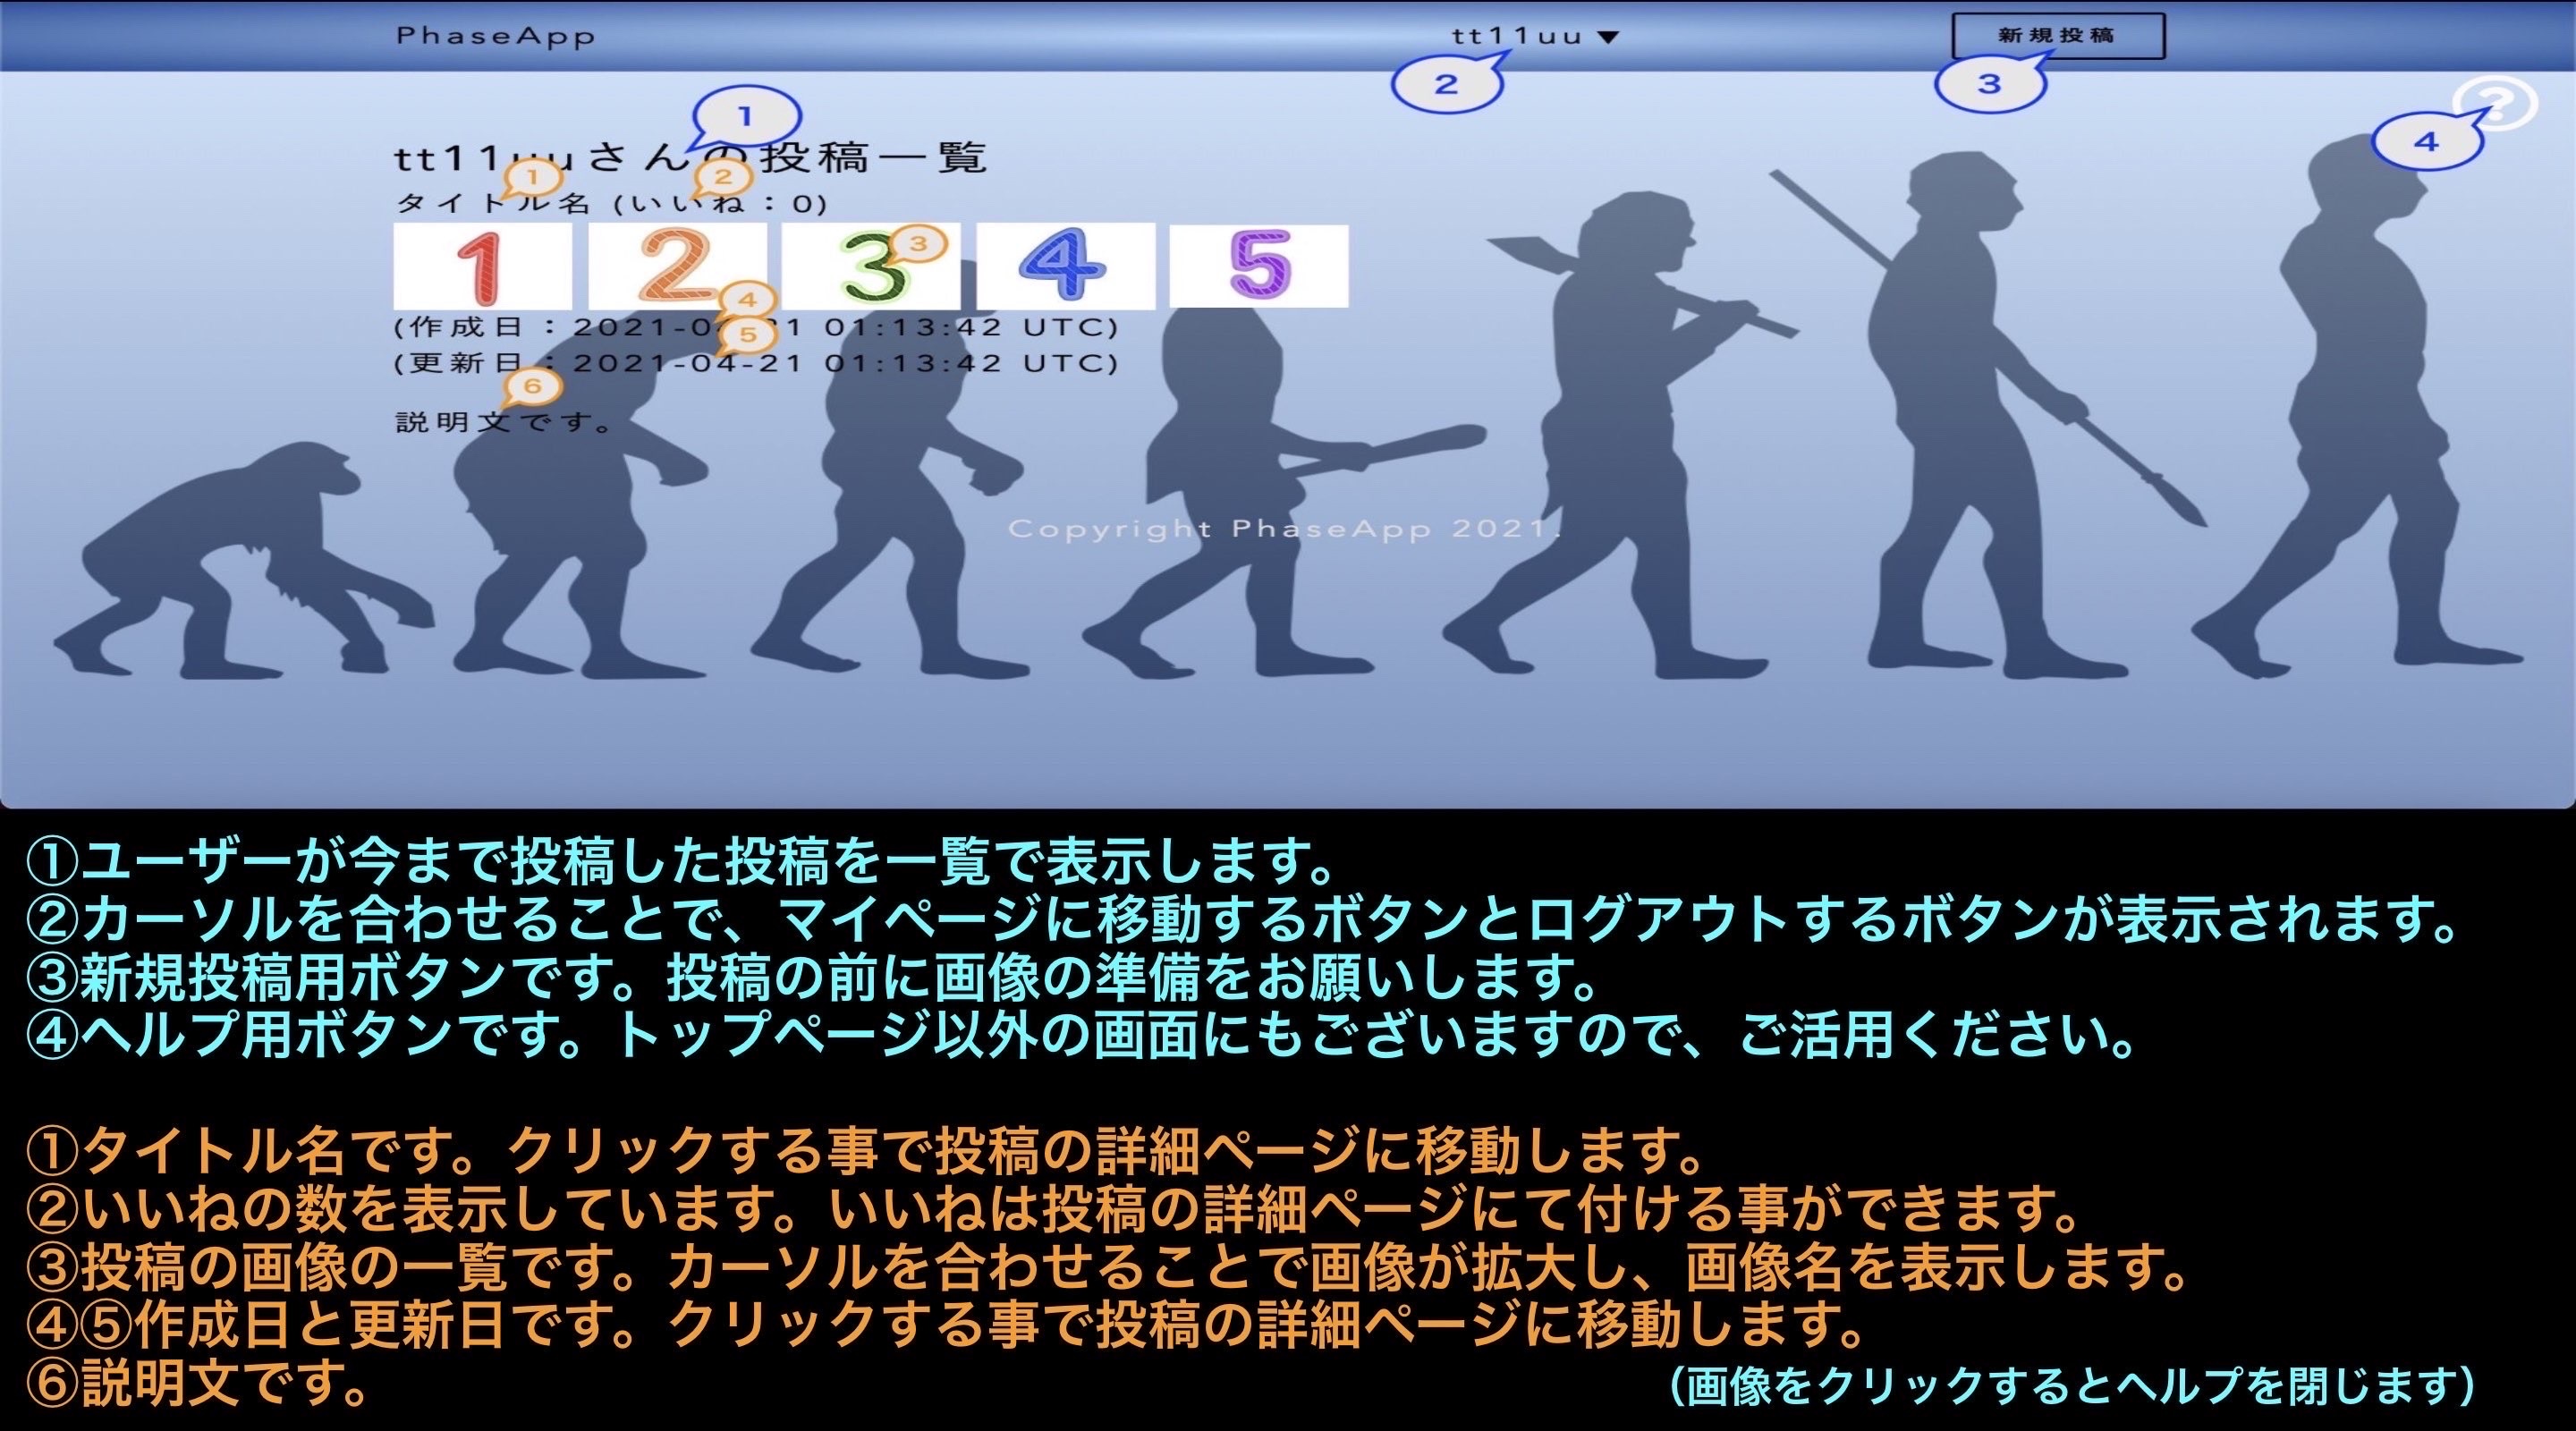 PhaseApp tt11uu ▼ 新規投稿
2 3
1 ?
4
tt11uuさんの投稿一覧
1 2
タイトル名 (いいね：0)
1 2 3 4 5
3
4
(作成日：2021-04-21 01:13:42 UTC)
5
(更新日：2021-04-21 01:13:42 UTC)
6
説明文です。
Copyright PhaseApp 2021.
①ユーザーが今まで投稿した投稿を一覧で表示します。
②カーソルを合わせることで、マイページに移動するボタンとログアウトするボタンが表示されます。
③新規投稿用ボタンです。投稿の前に画像の準備をお願いします。
④ヘルプ用ボタンです。トップページ以外の画面にもございますので、ご活用ください。
①タイトル名です。クリックする事で投稿の詳細ページに移動します。
②いいねの数を表示しています。いいねは投稿の詳細ページにて付ける事ができます。
③投稿の画像の一覧です。カーソルを合わせることで画像が拡大し、画像名を表示します。
④⑤作成日と更新日です。クリックする事で投稿の詳細ページに移動します。
⑥説明文です。
（画像をクリックするとヘルプを閉じます）